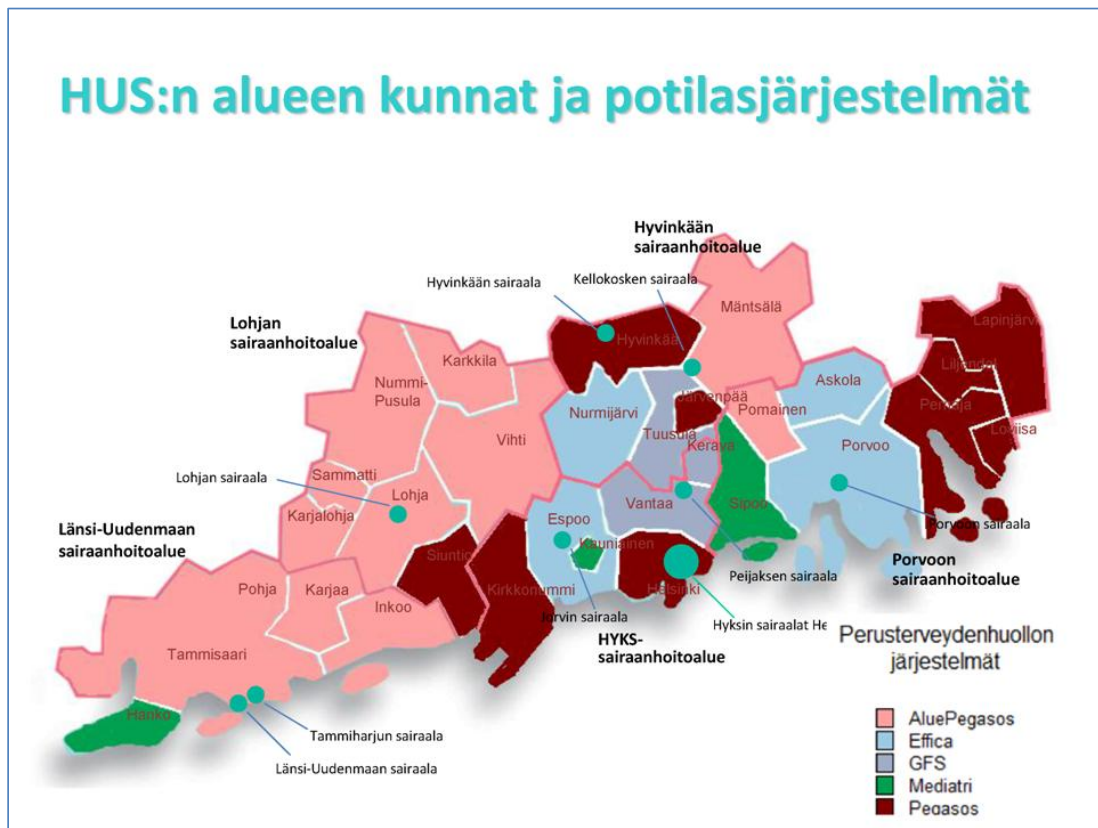 HUS:n alueen kunnat ja potilasjärjestelmät
Hyvinkään
sairaanhoitoalue
Hyvinkään sairaala
Kellokosken sairaala
Mäntsälä
Lapinjärvi
Lohjan
sairaanhoitoalue
Hyvinkää
Karkkila
Liljendal
Nummi-
Pusula
Askola
Järvenpää
Pernaja
Nurmijärvi
Pornainen
Vihti
Tuusula
Loviisa
Kerava
Porvoo
Sammatti
Lohjan sairaala
Lohja
Vantaa
Sipoo
Karjalohja
Espoo
Porvoon sairaala
Länsi-Uudenmaan
sairaanhoitoalue
Kauniainen
Siuntio
Porvoon
sairaanhoitoalue
Pohja
Karjaa
Kirkkonummi
Helsinki
Peijaksen sairaala
Inkoo
Jorvin sairaala
Hyksin sairaalat He
HYKS-
sairaanhoitoalue
Perusterveydenhuollon
järjestelmät
Tammisaari
Hanko
AluePegasos
Tammiharjun sairaala
Effica
GFS
Länsi-Uudenmaan sairaala
Mediatri
Pegasos